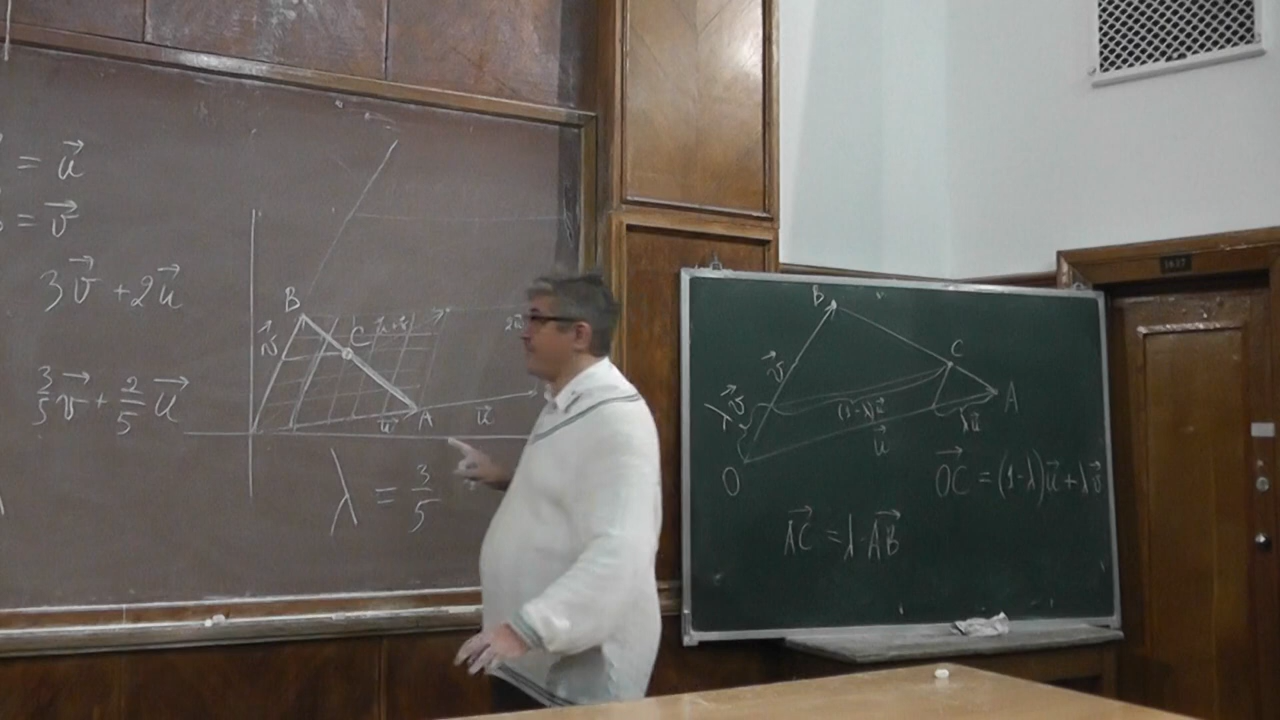 = u⃗
= v⃗
3v⃗ + 2u⃗
3/5 v⃗ + 2/5 u⃗
B
v⃗
C
A
u⃗
u⃗
λ = 3/5
B
C
A
v⃗
λv⃗
(1-λ)u⃗
λu⃗
u⃗
O
OC⃗ = (1-λ)u⃗ + λv⃗
AC⃗ = λ·AB⃗